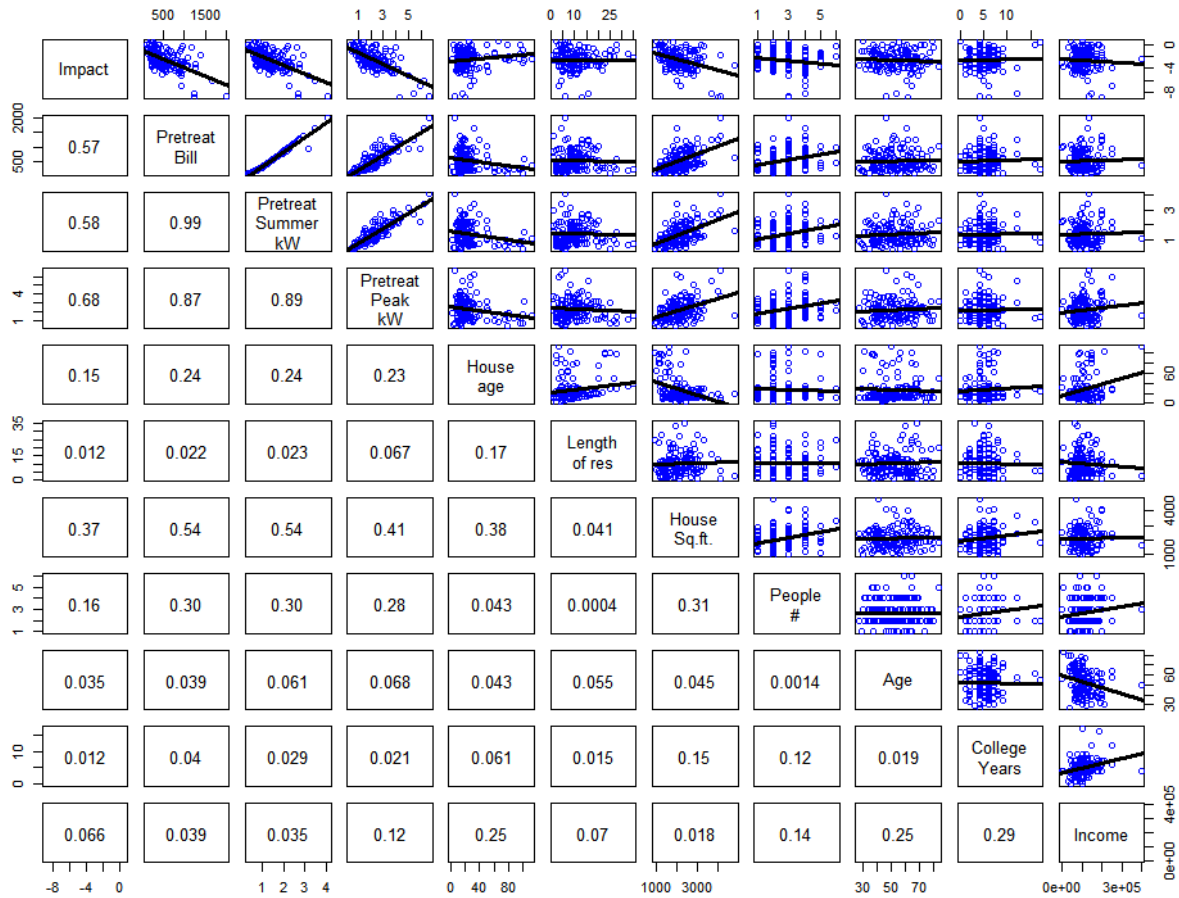 500 1500 1 3 5 0 10 25 1 3 5 0 5 10
Impact 0 -4 -8
500 2000 0.57 Pretreat Bill
0.58 0.99 Pretreat Summer kW 1 3
1 4 0.68 0.87 0.89 Pretreat Peak kW
0.15 0.24 0.24 0.23 House age 0 60
0 15 35 0.012 0.022 0.023 0.067 0.17 Length of res
0.37 0.54 0.54 0.41 0.38 0.041 House Sq.ft. 1000 4000
1 3 5 0.16 0.30 0.30 0.28 0.043 0.0004 0.31 People #
0.035 0.039 0.061 0.068 0.043 0.055 0.045 0.0014 Age 30 60
0 10 0.012 0.04 0.029 0.021 0.061 0.015 0.15 0.12 0.019 College Years
0.066 0.039 0.035 0.12 0.25 0.07 0.018 0.14 0.25 0.29 Income 0e+00 4e+05
-8 -4 0 1 2 3 4 0 40 80 1000 3000 30 50 70 0e+00 3e+05